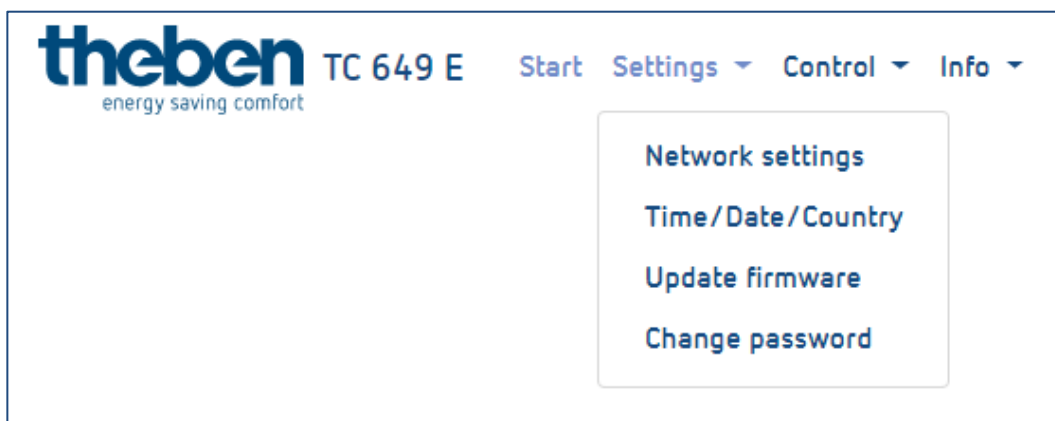 theben TC 649 E Start Settings Control Info
energy saving comfort
Network settings
Time/Date/Country
Update firmware
Change password